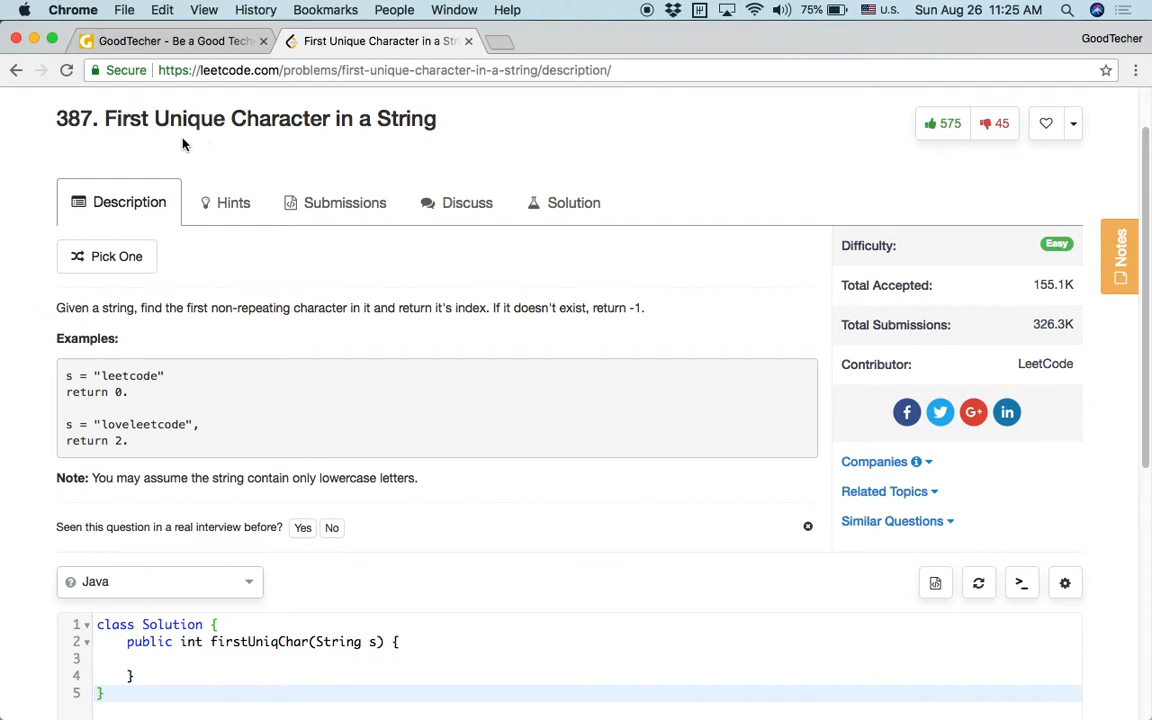 Chrome File Edit View History Bookmarks People Window Help 75% U.S. Sun Aug 26 11:25 AM
GoodTecher - Be a Good Tech First Unique Character in a Str GoodTecher
Secure https://leetcode.com/problems/first-unique-character-in-a-string/description/
387. First Unique Character in a String
575 45
Description Hints Submissions Discuss Solution
Pick One
Given a string, find the first non-repeating character in it and return it's index. If it doesn't exist, return -1.
Examples:
s = "leetcode"
return 0.
s = "loveleetcode",
return 2.
Note: You may assume the string contain only lowercase letters.
Seen this question in a real interview before? Yes No
Difficulty: Easy
Total Accepted: 155.1K
Total Submissions: 326.3K
Contributor: LeetCode
Companies
Related Topics
Similar Questions
Notes
Java
1 class Solution {
2 public int firstUniqChar(String s) {
3
4 }
5 }